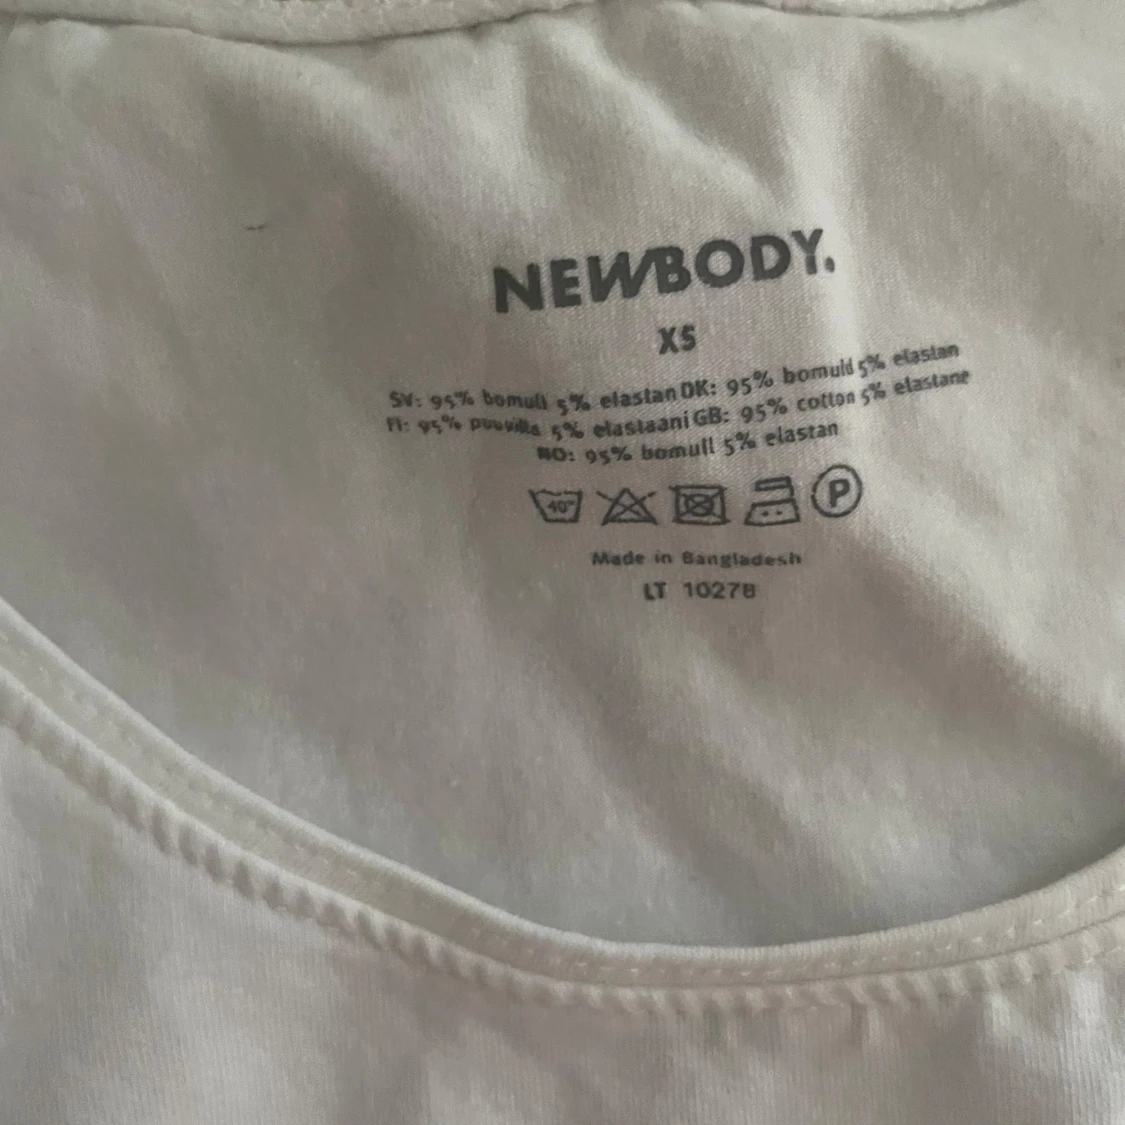 NEWBODY.
XS
SV: 95% bomull 5% elastan DK: 95% bomuld 5% elastan
FI: 95% puuvilla 5% elastaani GB: 95% cotton 5% elastane
NO: 95% bomull 5% elastan
40° P
Made in Bangladesh
LT 10278